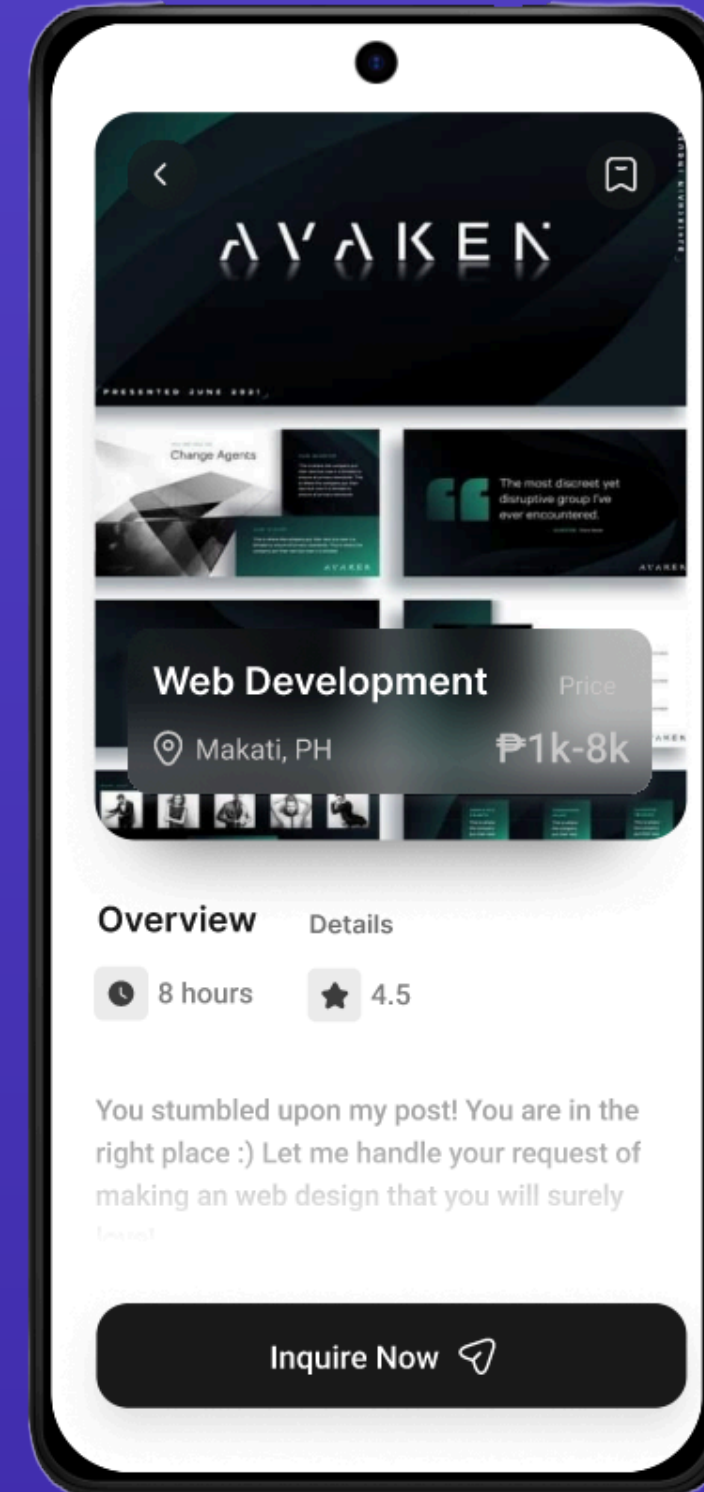 AVAKEN
PRESENTED JUNE 2021
Change Agents
The most discreet yet
disruptive group I've
ever encountered.
AVAKEN
AVAKEN
Web Development
Price
Makati, PH
₱1k-8k
Overview
Details
8 hours
4.5
You stumbled upon my post! You are in the
right place :) Let me handle your request of
making an web design that you will surely
love!
Inquire Now